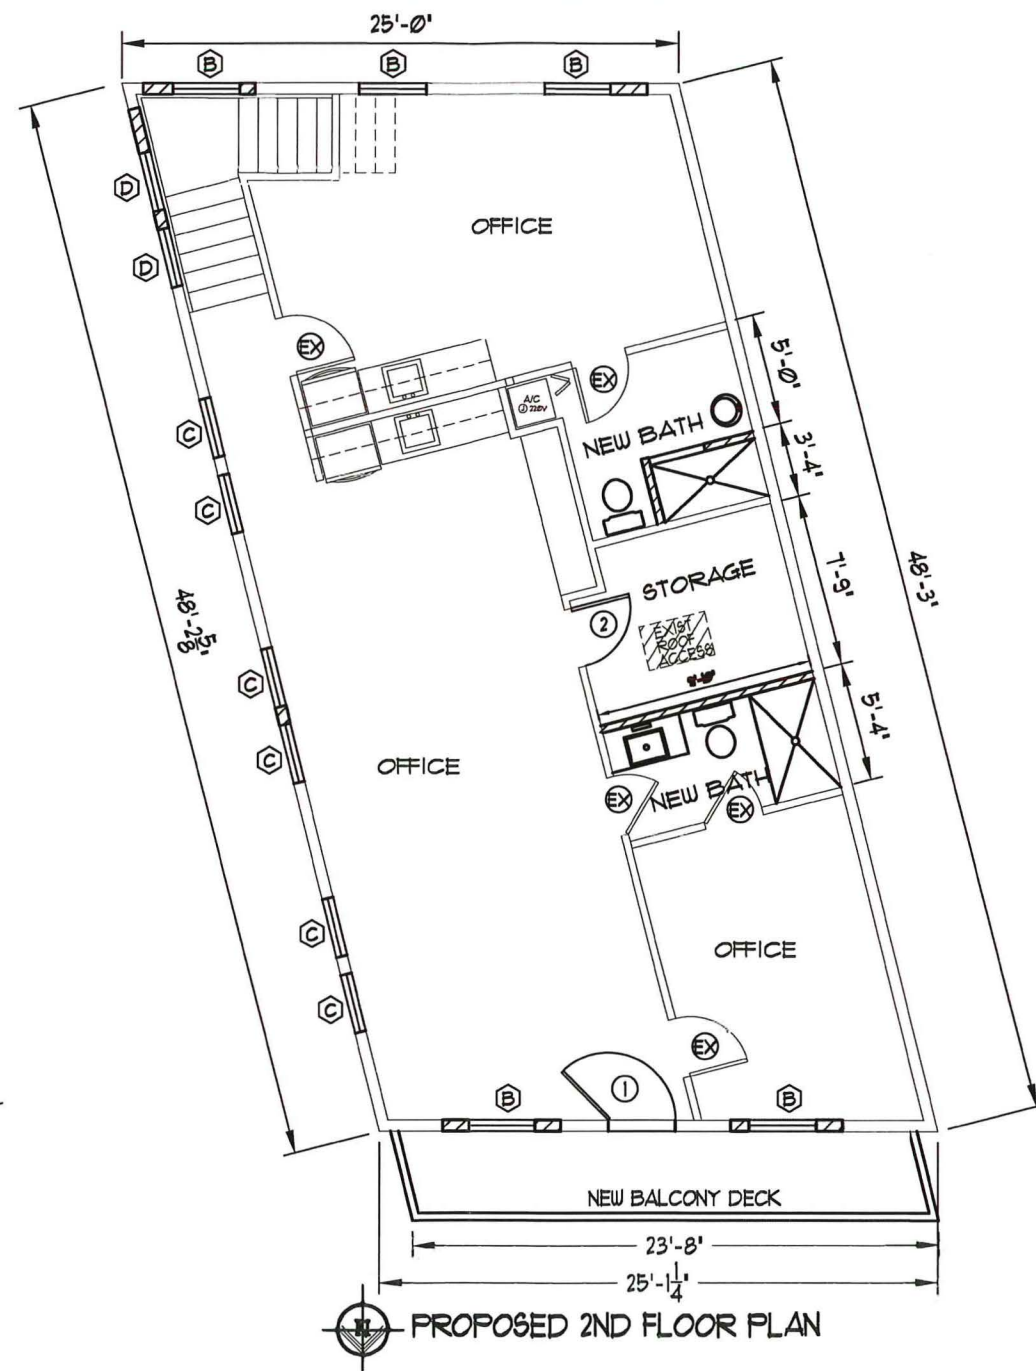 25'-0"
B
B
B
D
OFFICE
D
EX
EX
5'-0"
A/C
J 220V
NEW BATH
3'-4"
C
C
STORAGE
7'-9"
48'-3"
48'-2 5/8"
2
EXIST
ROOF
ACCESS
C
5'-4"
C
OFFICE
NEW BATH
EX
EX
C
OFFICE
C
EX
1
B
B
NEW BALCONY DECK
23'-8"
25'-1 1/4"
N
PROPOSED 2ND FLOOR PLAN